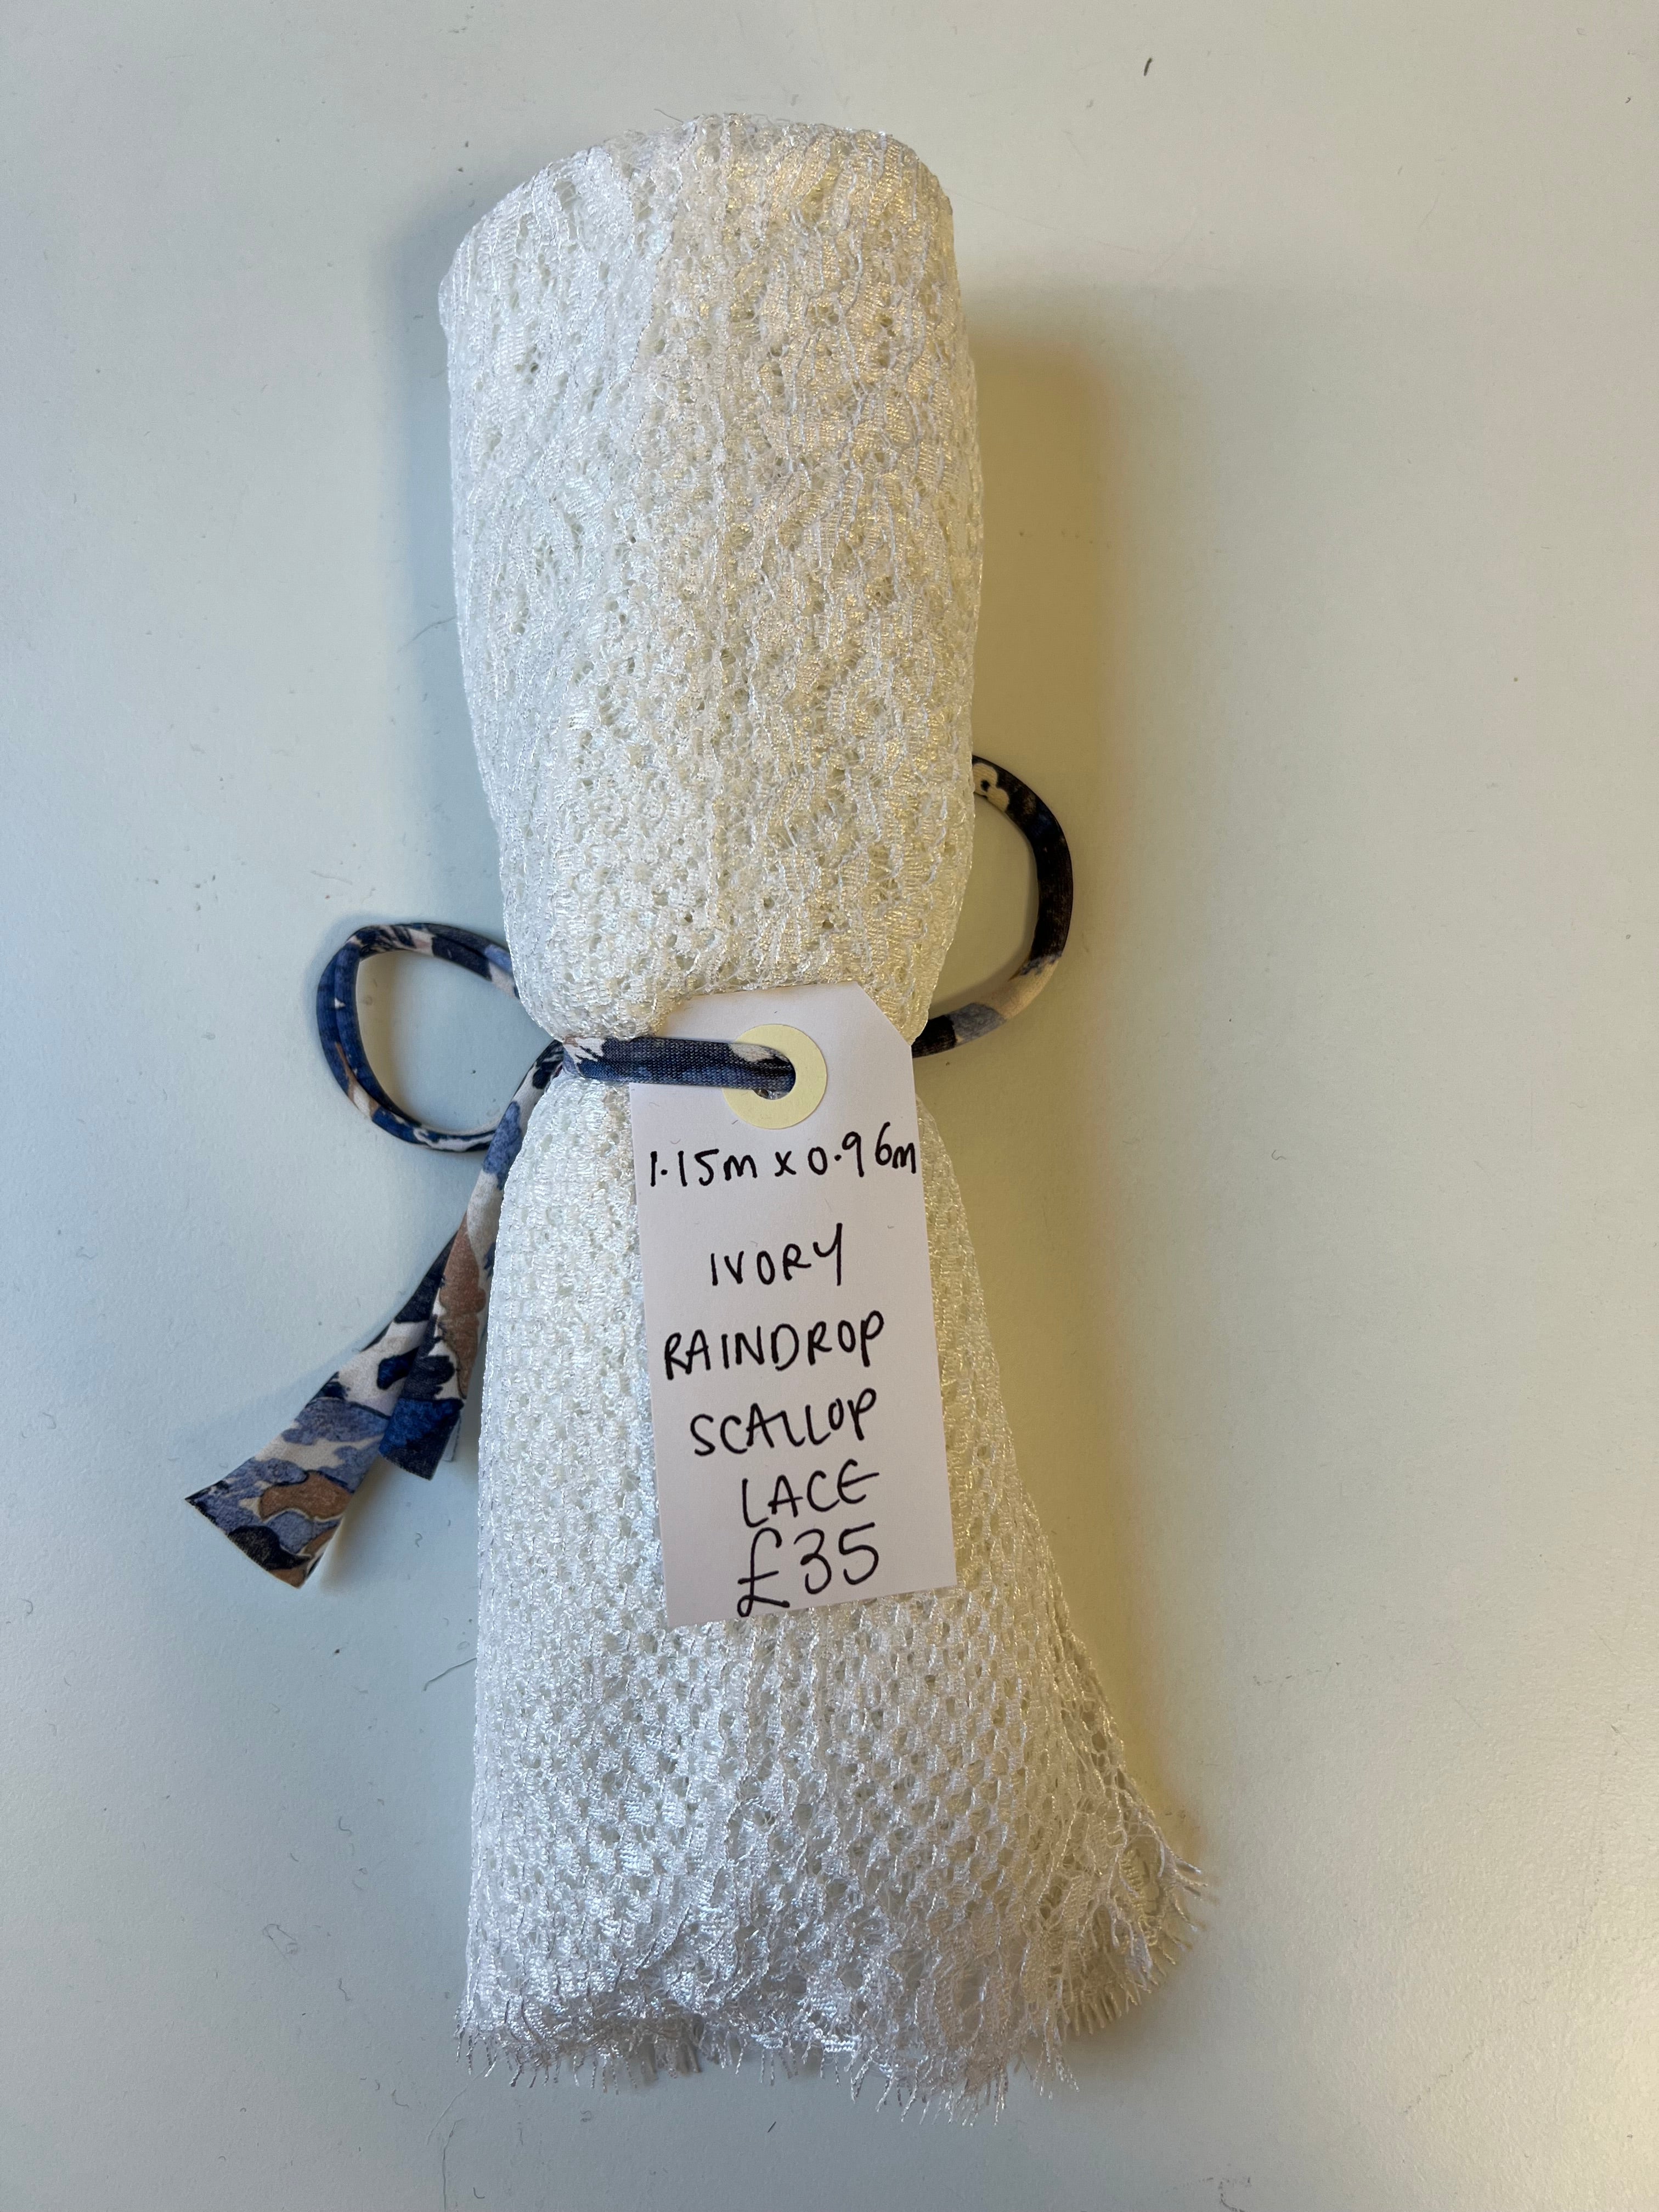 1.15m x 0.96m
IVORY
RAINDROP
SCALLOP
LACE
£35